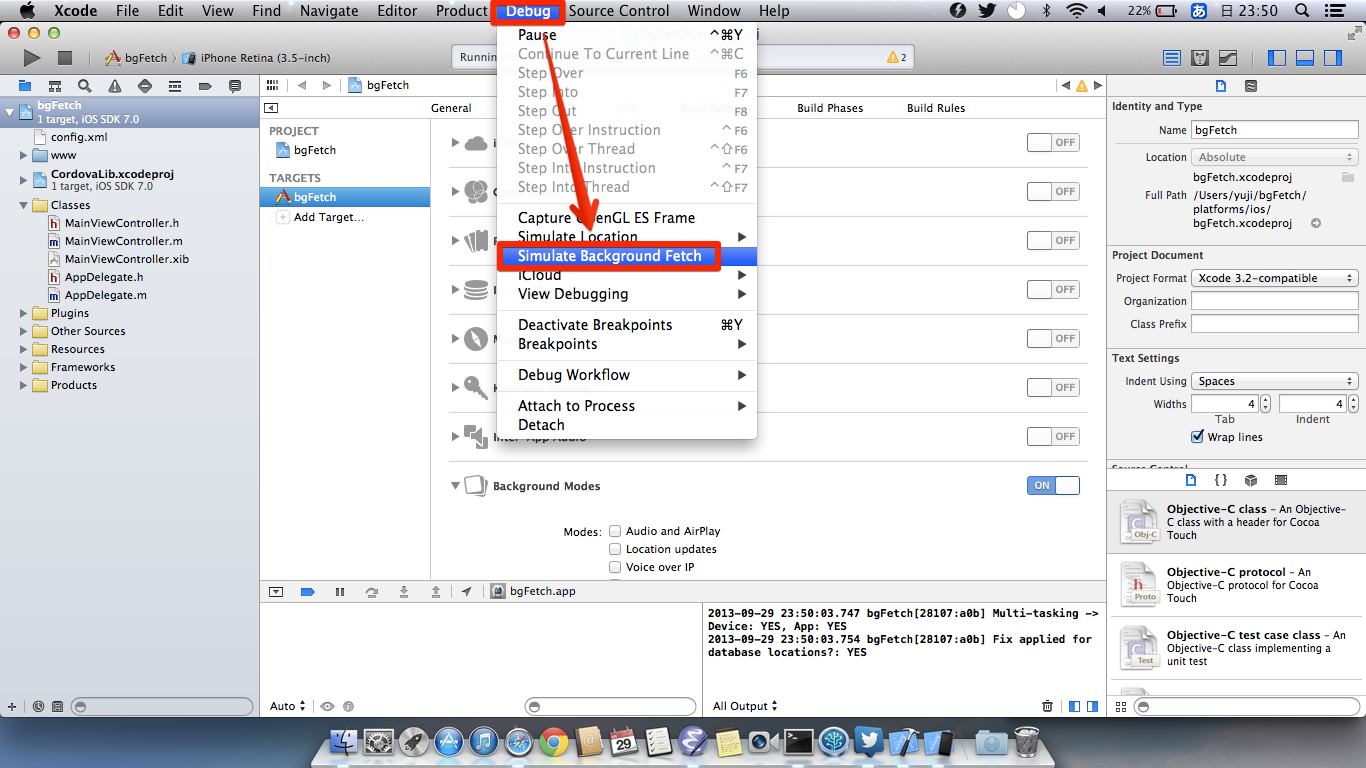 Xcode File Edit View Find Navigate Editor Product Debug Source Control Window Help 22% あ 日 23:50
bgFetch iPhone Retina (3.5-inch)
2
bgFetch
1 target, iOS SDK 7.0
config.xml
www
CordovaLib.xcodeproj
1 target, iOS SDK 7.0
Classes
MainViewController.h
MainViewController.m
MainViewController.xib
AppDelegate.h
AppDelegate.m
Plugins
Other Sources
Resources
Frameworks
Products
bgFetch
General Build Phases Build Rules
PROJECT
bgFetch
TARGETS
bgFetch
Add Target...
Pause ^⌘Y
Continue To Current Line ^⌘C
Step Over F6
Step Into F7
Step Out F8
Step Over Instruction ^F6
Step Over Thread ^⇧F6
Step Into Instruction ^F7
Step Into Thread ^⇧F7
Capture OpenGL ES Frame
Simulate Location
Simulate Background Fetch
iCloud
View Debugging
Deactivate Breakpoints ⌘Y
Breakpoints
Debug Workflow
Attach to Process
Detach
OFF
OFF
OFF
OFF
OFF
OFF
Inter-App Audio OFF
Background Modes ON
Modes: Audio and AirPlay
Location updates
Voice over IP
bgFetch.app
2013-09-29 23:50:03.747 bgFetch[28107:a0b] Multi-tasking ->
Device: YES, App: YES
2013-09-29 23:50:03.754 bgFetch[28107:a0b] Fix applied for
database locations?: YES
Auto
All Output
Identity and Type
Name bgFetch
Location Absolute
bgFetch.xcodeproj
Full Path /Users/yuji/bgFetch/
platforms/ios/
bgFetch.xcodeproj
Project Document
Project Format Xcode 3.2-compatible
Organization
Class Prefix
Text Settings
Indent Using Spaces
Widths 4 4
Tab Indent
Wrap lines
Source Control
Objective-C class - An Objective-
C class with a header for Cocoa
Touch
Obj-C
Objective-C protocol - An
Objective-C protocol for Cocoa
Touch
Proto
Objective-C test case class - An
Objective-C class implementing a
unit test
Test
29